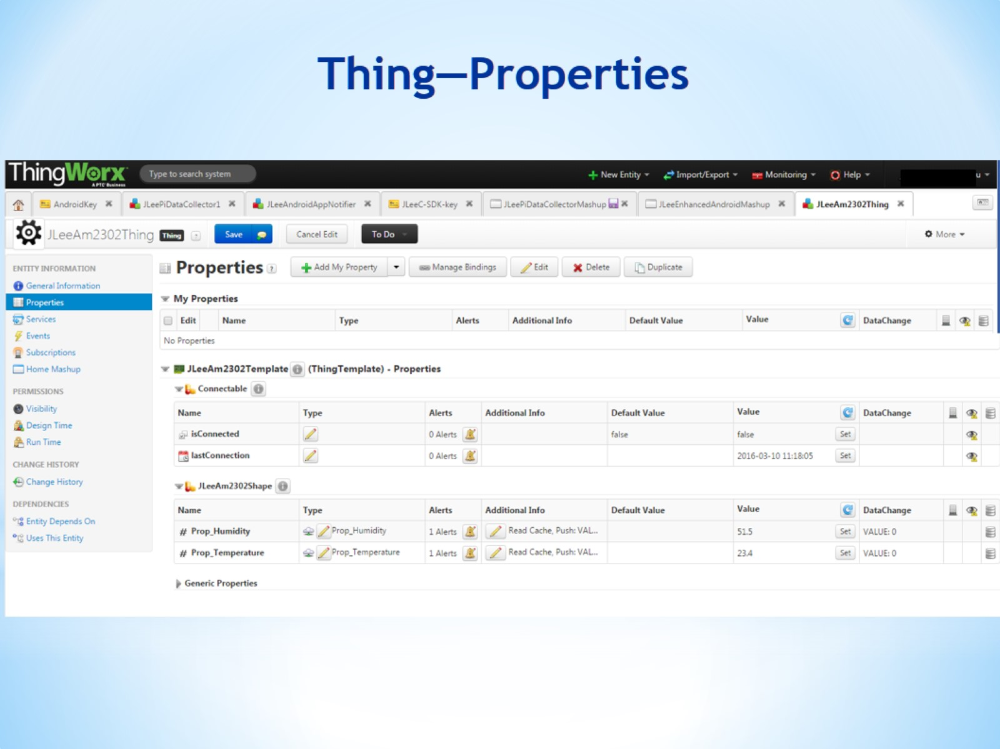 Thing—Properties
ThingWorx
A PTC Business
Type to search system
New Entity
Import/Export
Monitoring
Help
u
AndroidKey
JLeePiDataCollector1
JLeeAndroidAppNotifier
JLeeC-SDK-key
JLeePiDataCollectorMashup
JLeeEnhancedAndroidMashup
JLeeAm2302Thing
JLeeAm2302Thing Thing ? Save Cancel Edit To Do More
ENTITY INFORMATION
General Information
Properties
Services
Events
Subscriptions
Home Mashup
PERMISSIONS
Visibility
Design Time
Run Time
CHANGE HISTORY
Change History
DEPENDENCIES
Entity Depends On
Uses This Entity
Properties ? Add My Property Manage Bindings Edit Delete Duplicate
My Properties
Edit Name Type Alerts Additional Info Default Value Value DataChange
No Properties
JLeeAm2302Template (ThingTemplate) - Properties
Connectable
Name Type Alerts Additional Info Default Value Value DataChange
isConnected 0 Alerts false false Set
lastConnection 0 Alerts 2016-03-10 11:18:05 Set
JLeeAm2302Shape
Name Type Alerts Additional Info Default Value Value DataChange
# Prop_Humidity Prop_Humidity 1 Alerts Read Cache, Push: VAL... 51.5 Set VALUE: 0
# Prop_Temperature Prop_Temperature 1 Alerts Read Cache, Push: VAL... 23.4 Set VALUE: 0
Generic Properties